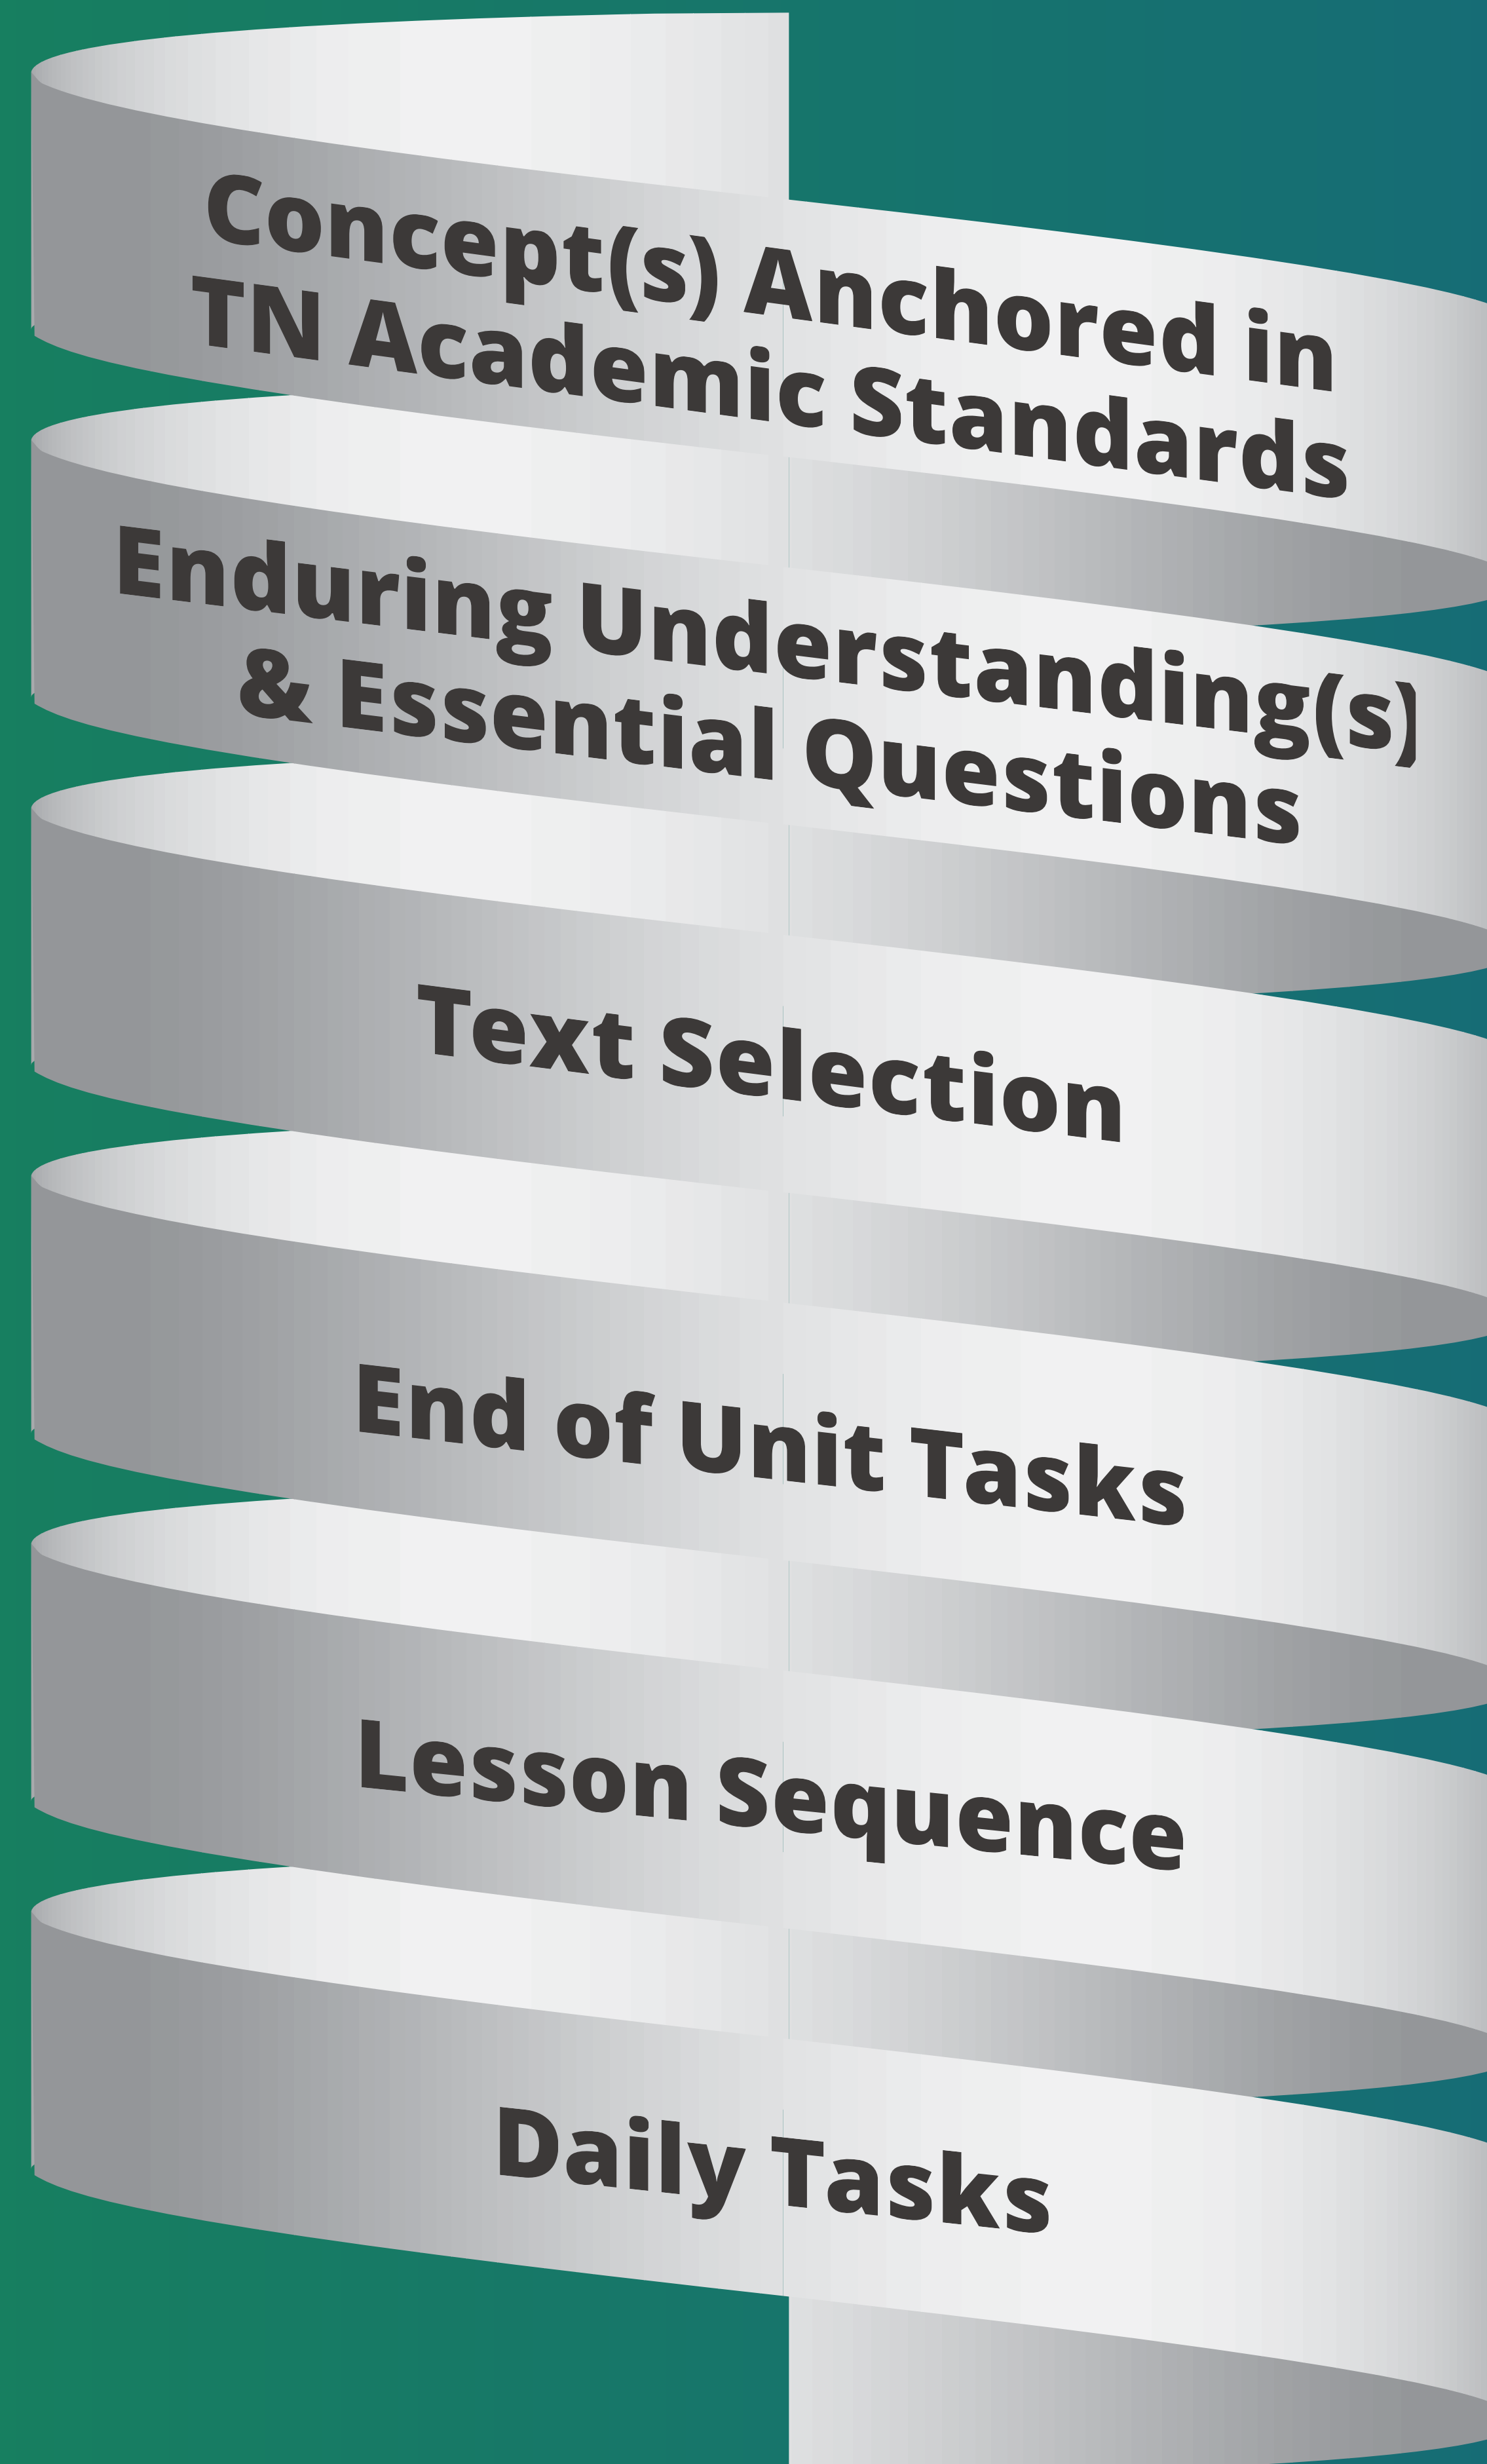 Concept(s) Anchored in
TN Academic Standards
Enduring Understanding(s)
& Essential Questions
Text Selection
End of Unit Tasks
Lesson Sequence
Daily Tasks